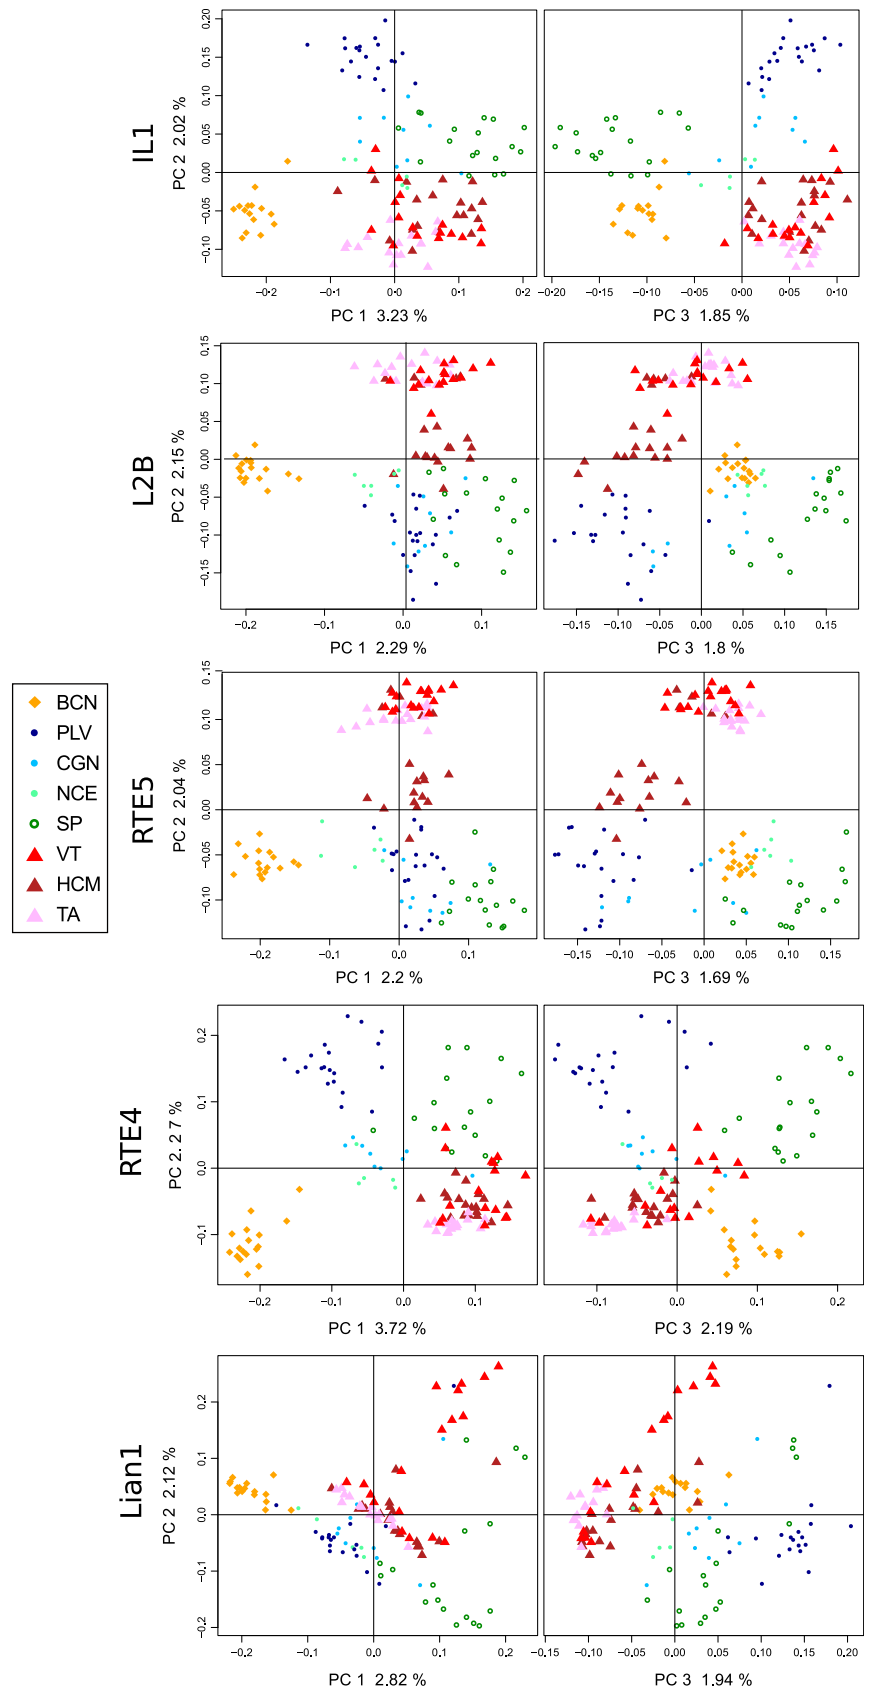 IL1
PC 2 2.02 %
0.20
0.15
0.10
0.05
0.00
−0.05
−0.10
−0.2 −0.1 0.0 0.1 0.2
−0.20 −0.15 −0.10 −0.05 0.00 0.05 0.10
PC 1 3.23 %
PC 3 1.85 %
L2B
PC 2 2.15 %
0.15
0.10
0.05
0.00
−0.05
−0.10
−0.15
−0.2 −0.1 0.0 0.1
−0.15 −0.10 −0.05 0.00 0.05 0.10 0.15
PC 1 2.29 %
PC 3 1.8 %
BCN
PLV
CGN
NCE
SP
VT
HCM
TA
RTE5
PC 2 2.04 %
0.15
0.10
0.05
0.00
−0.05
−0.10
−0.2 −0.1 0.0 0.1
−0.15 −0.10 −0.05 0.00 0.05 0.10 0.15
PC 1 2.2 %
PC 3 1.69 %
RTE4
PC 2. 2 7 %
0.2
0.1
0.0
−0.1
−0.2 −0.1 0.0 0.1
−0.1 0.0 0.1 0.2
PC 1 3.72 %
PC 3 2.19 %
Lian1
PC 2 2.12 %
0.2
0.1
0.0
−0.1
−0.2
−0.2 −0.1 0.0 0.1 0.2
−0.15 −0.10 −0.05 0.00 0.05 0.10 0.15 0.20
PC 1 2.82 %
PC 3 1.94 %